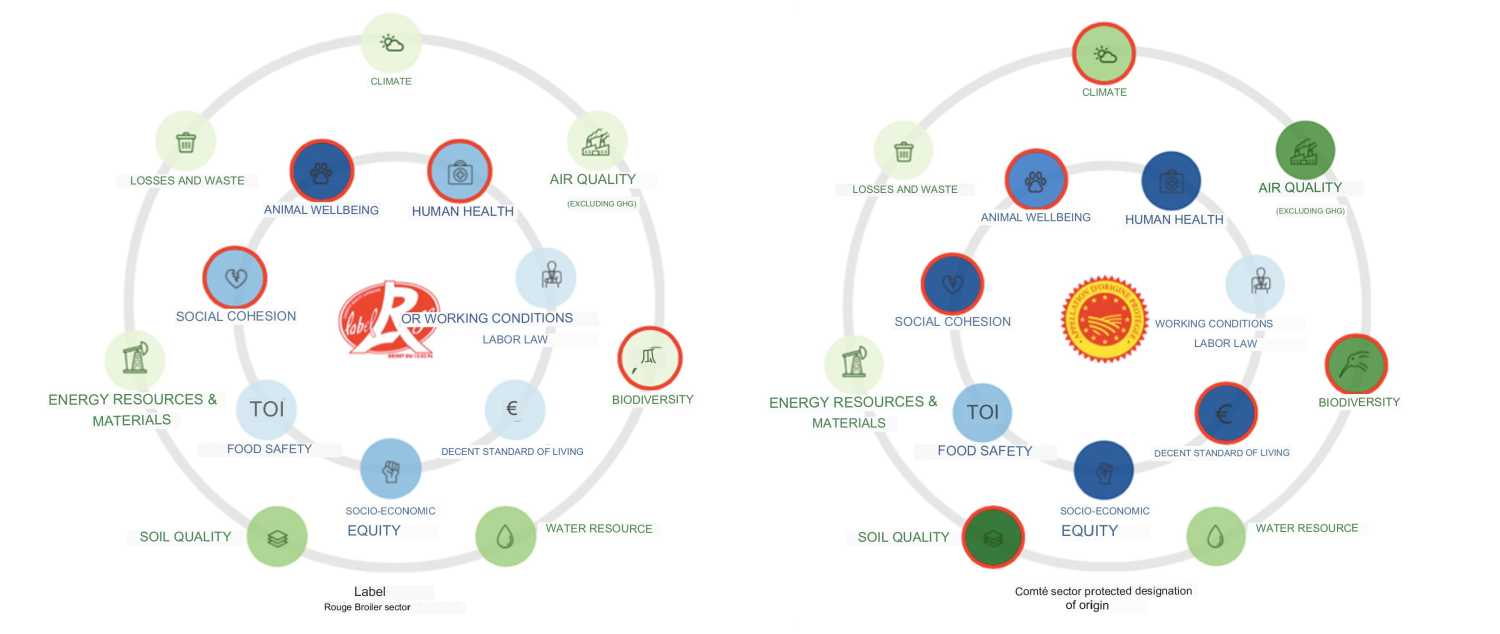 CLIMATE
LOSSES AND WASTE
AIR QUALITY
(EXCLUDING GHG)
ANIMAL WELLBEING
HUMAN HEALTH
SOCIAL COHESION
label
R
OR WORKING CONDITIONS
LABOR LAW
ENERGY RESOURCES &
MATERIALS
BIODIVERSITY
TOI
FOOD SAFETY
€
DECENT STANDARD OF LIVING
SOCIO-ECONOMIC
EQUITY
SOIL QUALITY
WATER RESOURCE
Label
Rouge Broiler sector
CLIMATE
LOSSES AND WASTE
AIR QUALITY
(EXCLUDING GHG)
ANIMAL WELLBEING
HUMAN HEALTH
SOCIAL COHESION
APPELLATION D'ORIGINE PROTÉGÉE
WORKING CONDITIONS
LABOR LAW
ENERGY RESOURCES &
MATERIALS
BIODIVERSITY
TOI
FOOD SAFETY
€
DECENT STANDARD OF LIVING
SOCIO-ECONOMIC
EQUITY
SOIL QUALITY
WATER RESOURCE
Comté sector protected designation
of origin